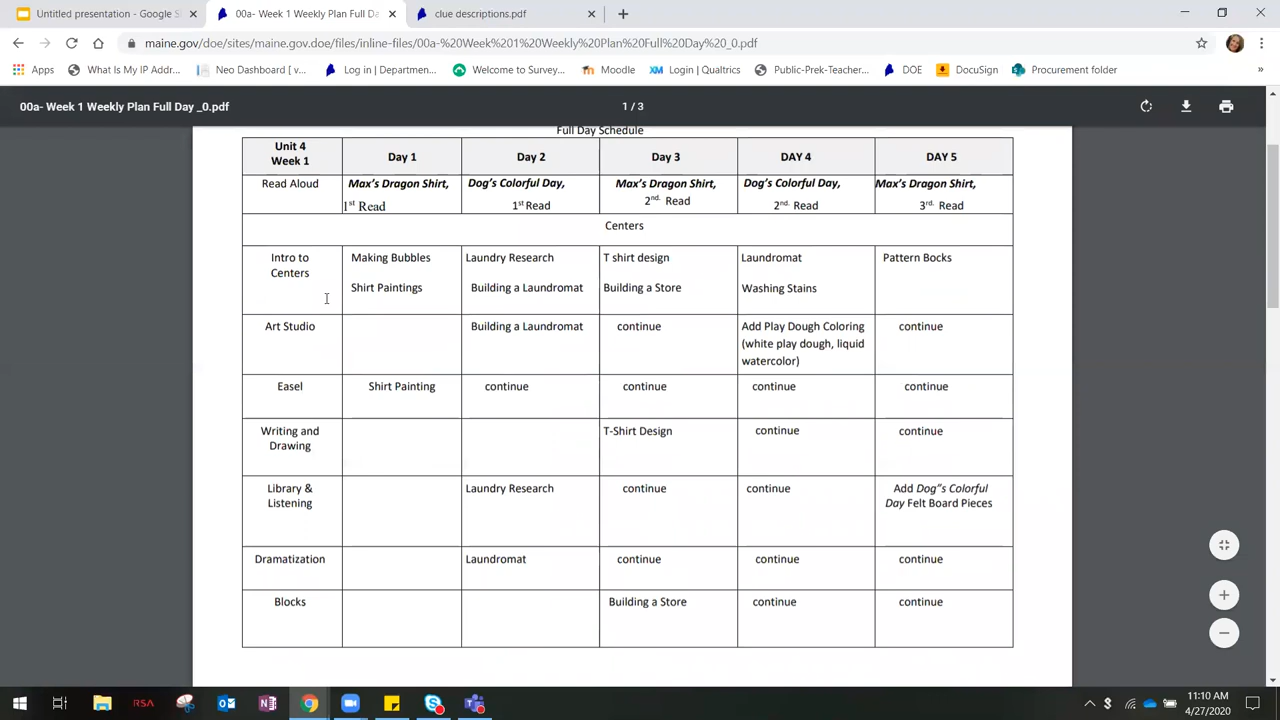 Untitled presentation - Google S
00a- Week 1 Weekly Plan Full Da
clue descriptions.pdf
maine.gov/doe/sites/maine.gov.doe/files/inline-files/00a-%20Week%201%20Weekly%20Plan%20Full%20Day%20_0.pdf
Apps What Is My IP Addr... Neo Dashboard [ v... Log in | Departmen... Welcome to Survey... Moodle Login | Qualtrics Public-Prek-Teacher... DOE DocuSign Procurement folder »
00a- Week 1 Weekly Plan Full Day _0.pdf 1 / 3
Full Day Schedule
Unit 4
Week 1
Day 1 Day 2 Day 3 DAY 4 DAY 5
Read Aloud Max's Dragon Shirt, Dog's Colorful Day, Max's Dragon Shirt, Dog's Colorful Day, Max's Dragon Shirt,
1st Read 1st Read 2nd. Read 2nd. Read 3rd. Read
Centers
Intro to Making Bubbles Laundry Research T shirt design Laundromat Pattern Bocks
Centers
Shirt Paintings Building a Laundromat Building a Store Washing Stains
Art Studio Building a Laundromat continue Add Play Dough Coloring continue
(white play dough, liquid
watercolor)
Easel Shirt Painting continue continue continue continue
Writing and T-Shirt Design continue continue
Drawing
Library & Laundry Research continue continue Add Dog"s Colorful
Listening Day Felt Board Pieces
Dramatization Laundromat continue continue continue
Blocks Building a Store continue continue
RSA
11:10 AM
4/27/2020